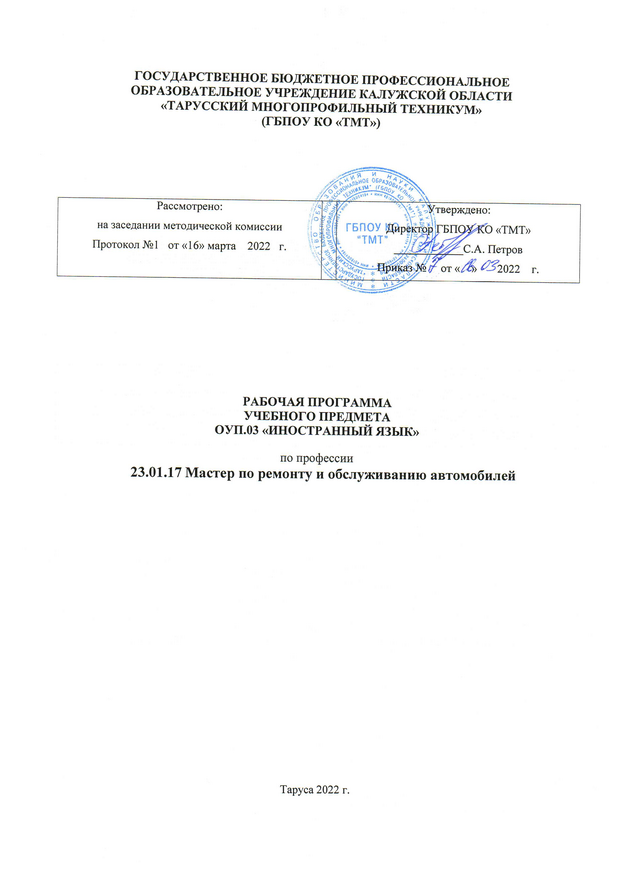 ГОСУДАРСТВЕННОЕ БЮДЖЕТНОЕ ПРОФЕССИОНАЛЬНОЕ
ОБРАЗОВАТЕЛЬНОЕ УЧРЕЖДЕНИЕ КАЛУЖСКОЙ ОБЛАСТИ
«ТАРУССКИЙ МНОГОПРОФИЛЬНЫЙ ТЕХНИКУМ»
(ГБПОУ КО «ТМТ»)
Рассмотрено:
на заседании методической комиссии
Протокол №1 от «16» марта 2022 г.
Утверждено:
Директор ГБПОУ КО «ТМТ»
С.А. Петров
Приказ № от « » 03 2022 г.
ГБПОУ КО
"ТМТ"
РАБОЧАЯ ПРОГРАММА
УЧЕБНОГО ПРЕДМЕТА
ОУП.03 «ИНОСТРАННЫЙ ЯЗЫК»
по профессии
23.01.17 Мастер по ремонту и обслуживанию автомобилей
Таруса 2022 г.